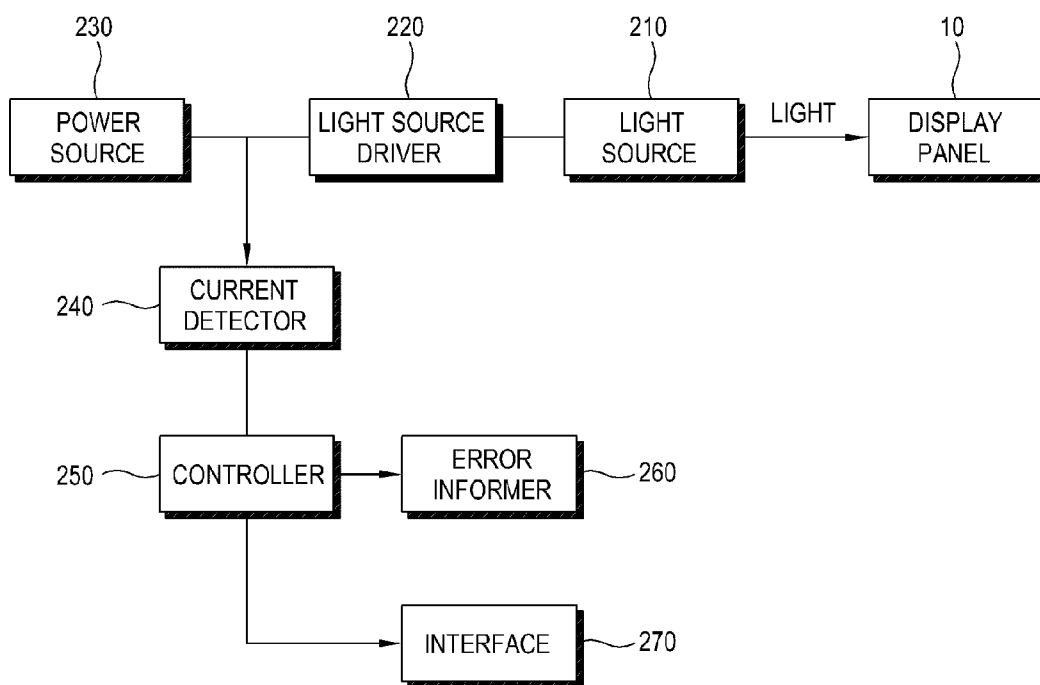 230
220
210
10
POWER
SOURCE
LIGHT SOURCE
DRIVER
LIGHT
SOURCE
LIGHT
DISPLAY
PANEL
240
CURRENT
DETECTOR
250
CONTROLLER
ERROR
INFORMER
260
INTERFACE
270